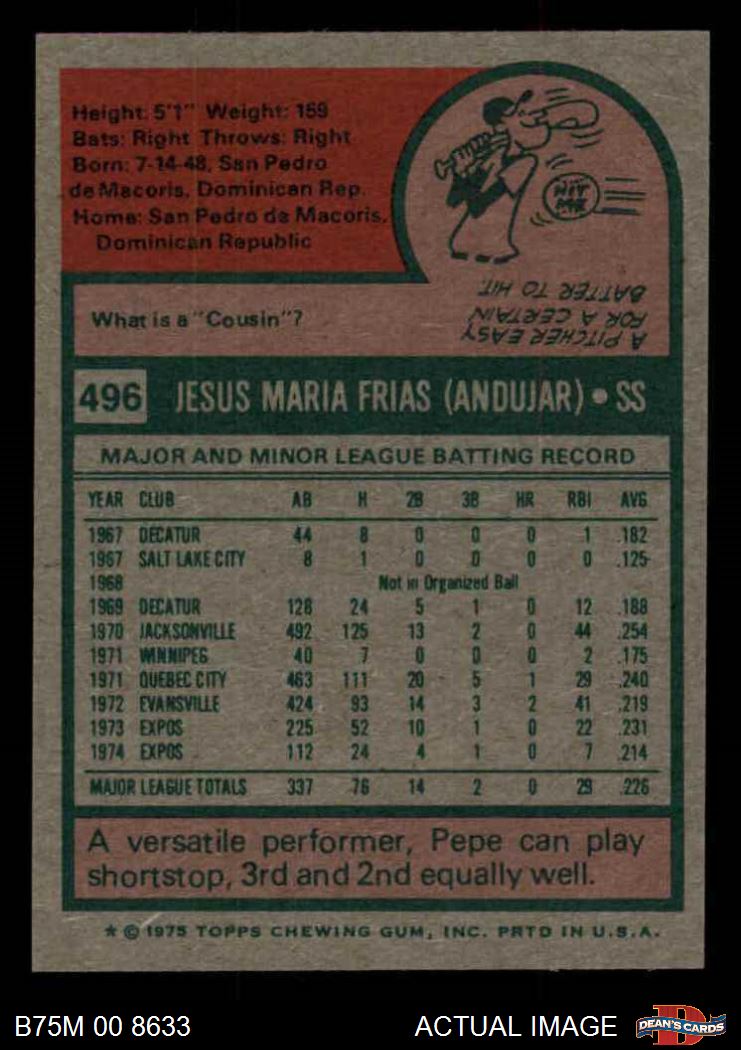 Height: 5'1" Weight: 159
Bats: Right Throws: Right
Born: 7-14-48, San Pedro
de Macoris, Dominican Rep.
Home: San Pedro de Macoris,
Dominican Republic
HIT
ME
What is a "Cousin"?
A PITCHER EASY
FOR A CERTAIN
BATTER TO HIT.
496 JESUS MARIA FRIAS (ANDUJAR) • SS
MAJOR AND MINOR LEAGUE BATTING RECORD
YEAR CLUB AB H 2B 3B HR RBI AVG
1967 DECATUR 44 8 0 0 0 1 .182
1967 SALT LAKE CITY 8 1 0 0 0 0 .125
1968 Not in Organized Ball
1969 DECATUR 128 24 5 1 0 12 .188
1970 JACKSONVILLE 492 125 13 2 0 44 .254
1971 WINNIPEG 40 7 0 0 0 2 .175
1971 QUEBEC CITY 463 111 20 5 1 29 .240
1972 EVANSVILLE 424 93 14 3 2 41 .219
1973 EXPOS 225 52 10 1 0 22 .231
1974 EXPOS 112 24 4 1 0 7 .214
MAJOR LEAGUE TOTALS 337 76 14 2 0 29 .226
A versatile performer, Pepe can play
shortstop, 3rd and 2nd equally well.
* © 1975 TOPPS CHEWING GUM, INC. PRTD IN U.S.A.
B75M 00 8633 ACTUAL IMAGE D DEAN'S CARDS